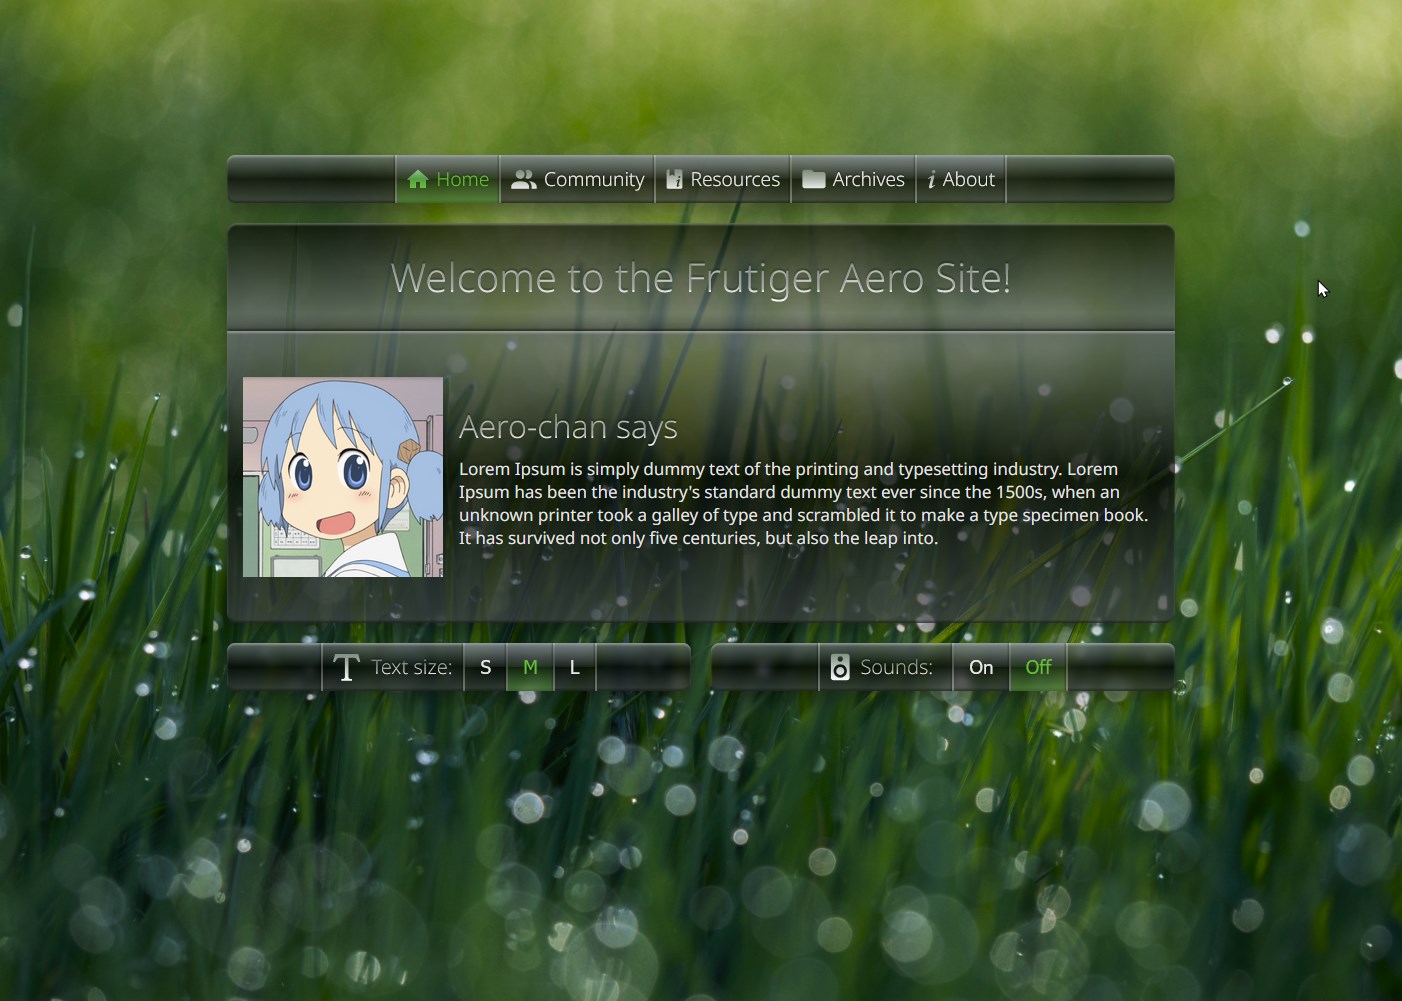 Home Community Resources Archives About
Welcome to the Frutiger Aero Site!
Aero-chan says
Lorem Ipsum is simply dummy text of the printing and typesetting industry. Lorem
Ipsum has been the industry's standard dummy text ever since the 1500s, when an
unknown printer took a galley of type and scrambled it to make a type specimen book.
It has survived not only five centuries, but also the leap into.
Text size: S M L
Sounds: On Off